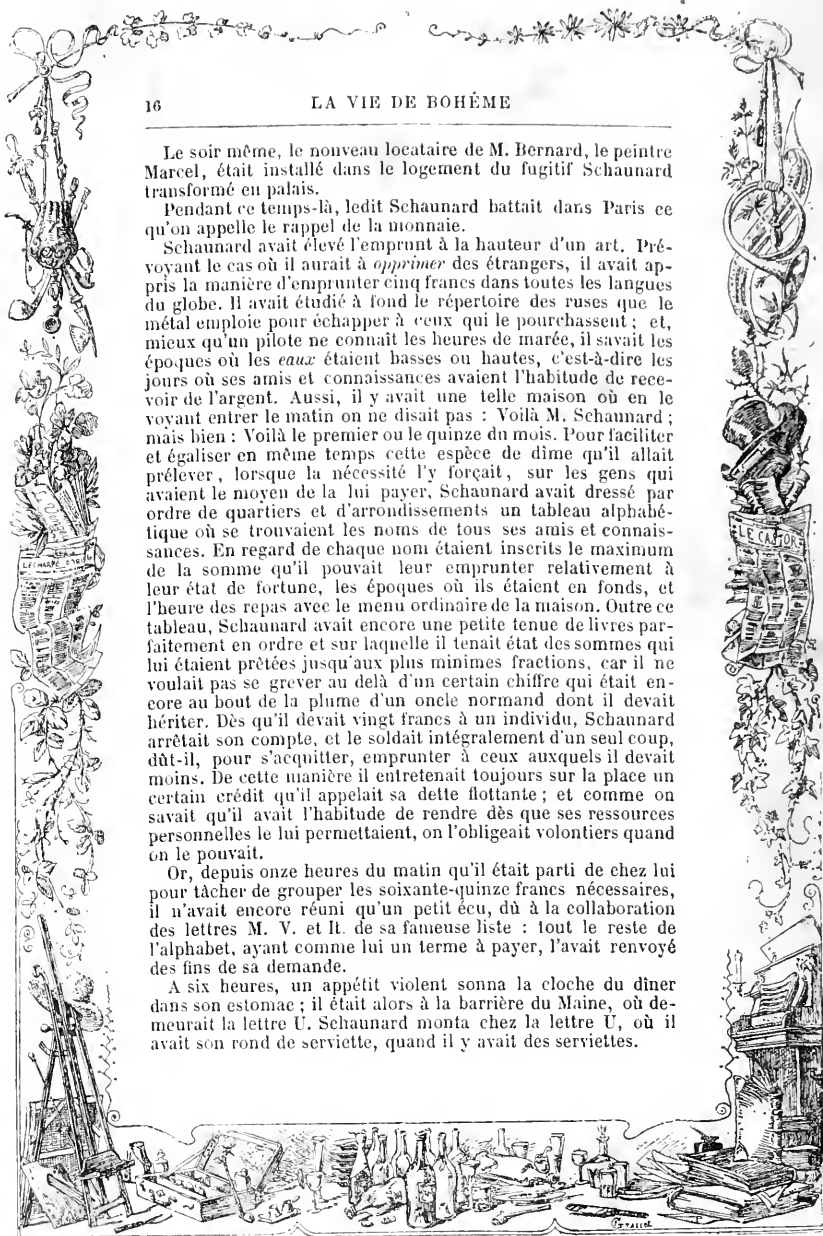 16 LA VIE DE BOHÊME
Le soir même, le nouveau locataire de M. Bernard, le peintre
Marcel, était installé dans le logement du fugitif Schaunard
transformé en palais.
Pendant ce temps-là, ledit Schaunard battait dans Paris ce
qu'on appelle le rappel de la monnaie.
Schaunard avait élevé l'emprunt à la hauteur d'un art. Pré-
voyant le cas où il aurait à opprimer des étrangers, il avait ap-
pris la manière d'emprunter cinq francs dans toutes les langues
du globe. Il avait étudié à fond le répertoire des ruses que le
métal emploie pour échapper à ceux qui le pourchassent ; et,
mieux qu'un pilote ne connaît les heures de marée, il savait les
époques où les eaux étaient basses ou hautes, c'est-à-dire les
jours où ses amis et connaissances avaient l'habitude de rece-
voir de l'argent. Aussi, il y avait une telle maison où en le
voyant entrer le matin on ne disait pas : Voilà M. Schaunard ;
mais bien : Voilà le premier ou le quinze du mois. Pour faciliter
et égaliser en même temps cette espèce de dîme qu'il allait
prélever, lorsque la nécessité l'y forçait, sur les gens qui
avaient le moyen de la lui payer, Schaunard avait dressé par
ordre de quartiers et d'arrondissements un tableau alphabé-
tique où se trouvaient les noms de tous ses amis et connais-
sances. En regard de chaque nom étaient inscrits le maximum
de la somme qu'il pouvait leur emprunter relativement à
leur état de fortune, les époques où ils étaient en fonds, et
l'heure des repas avec le menu ordinaire de la maison. Outre ce
tableau, Schaunard avait encore une petite tenue de livres par-
faitement en ordre et sur laquelle il tenait état des sommes qui
lui étaient prêtées jusqu'aux plus minimes fractions, car il ne
voulait pas se grever au delà d'un certain chiffre qui était en-
core au bout de la plume d'un oncle normand dont il devait
hériter. Dès qu'il devait vingt francs à un individu, Schaunard
arrêtait son compte, et le soldait intégralement d'un seul coup,
dût-il, pour s'acquitter, emprunter à ceux auxquels il devait
moins. De cette manière il entretenait toujours sur la place un
certain crédit qu'il appelait sa dette flottante ; et comme on
savait qu'il avait l'habitude de rendre dès que ses ressources
personnelles le lui permettaient, on l'obligeait volontiers quand
on le pouvait.
Or, depuis onze heures du matin qu'il était parti de chez lui
pour tâcher de grouper les soixante-quinze francs nécessaires,
il n'avait encore réuni qu'un petit écu, dû à la collaboration
des lettres M. V. et R. de sa fameuse liste : tout le reste de
l'alphabet, ayant comme lui un terme à payer, l'avait renvoyé
des fins de sa demande.
A six heures, un appétit violent sonna la cloche du dîner
dans son estomac ; il était alors à la barrière du Maine, où de-
meurait la lettre U. Schaunard monta chez la lettre U, où il
avait son rond de serviette, quand il y avait des serviettes.
LE CASTOR
L'ECHARPE D'IRIS